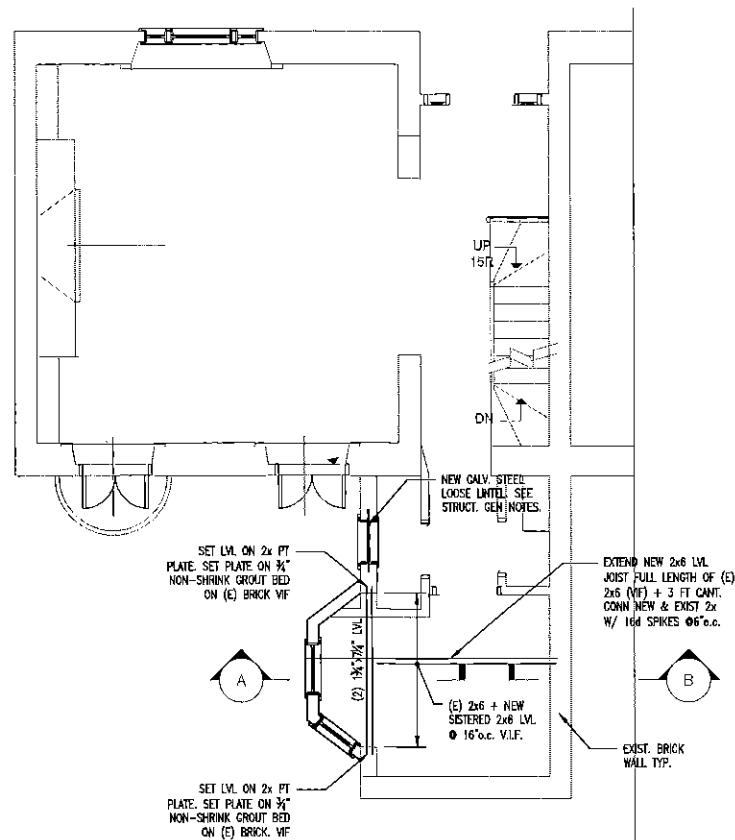 UP
15R
DN
NEW GALV. STEEL
LOOSE LINTEL. SEE
STRUCT. GEN NOTES.
SET LVL ON 2x PT
PLATE. SET PLATE ON ¾"
NON-SHRINK GROUT BED
ON (E) BRICK VIF
EXTEND NEW 2x6 LVL
JOIST FULL LENGTH OF (E)
2x6 (VIF) + 3 FT CANT.
CONN NEW & EXIST 2x
W/ 16d SPIKES @6"o.c.
(2) 1¾"x7¼" LVL
A
B
(E) 2x6 + NEW
SISTERED 2x6 LVL
@ 16"o.c. V.I.F.
EXIST. BRICK
WALL TYP.
SET LVL ON 2x PT
PLATE. SET PLATE ON ¾"
NON-SHRINK GROUT BED
ON (E) BRICK. VIF